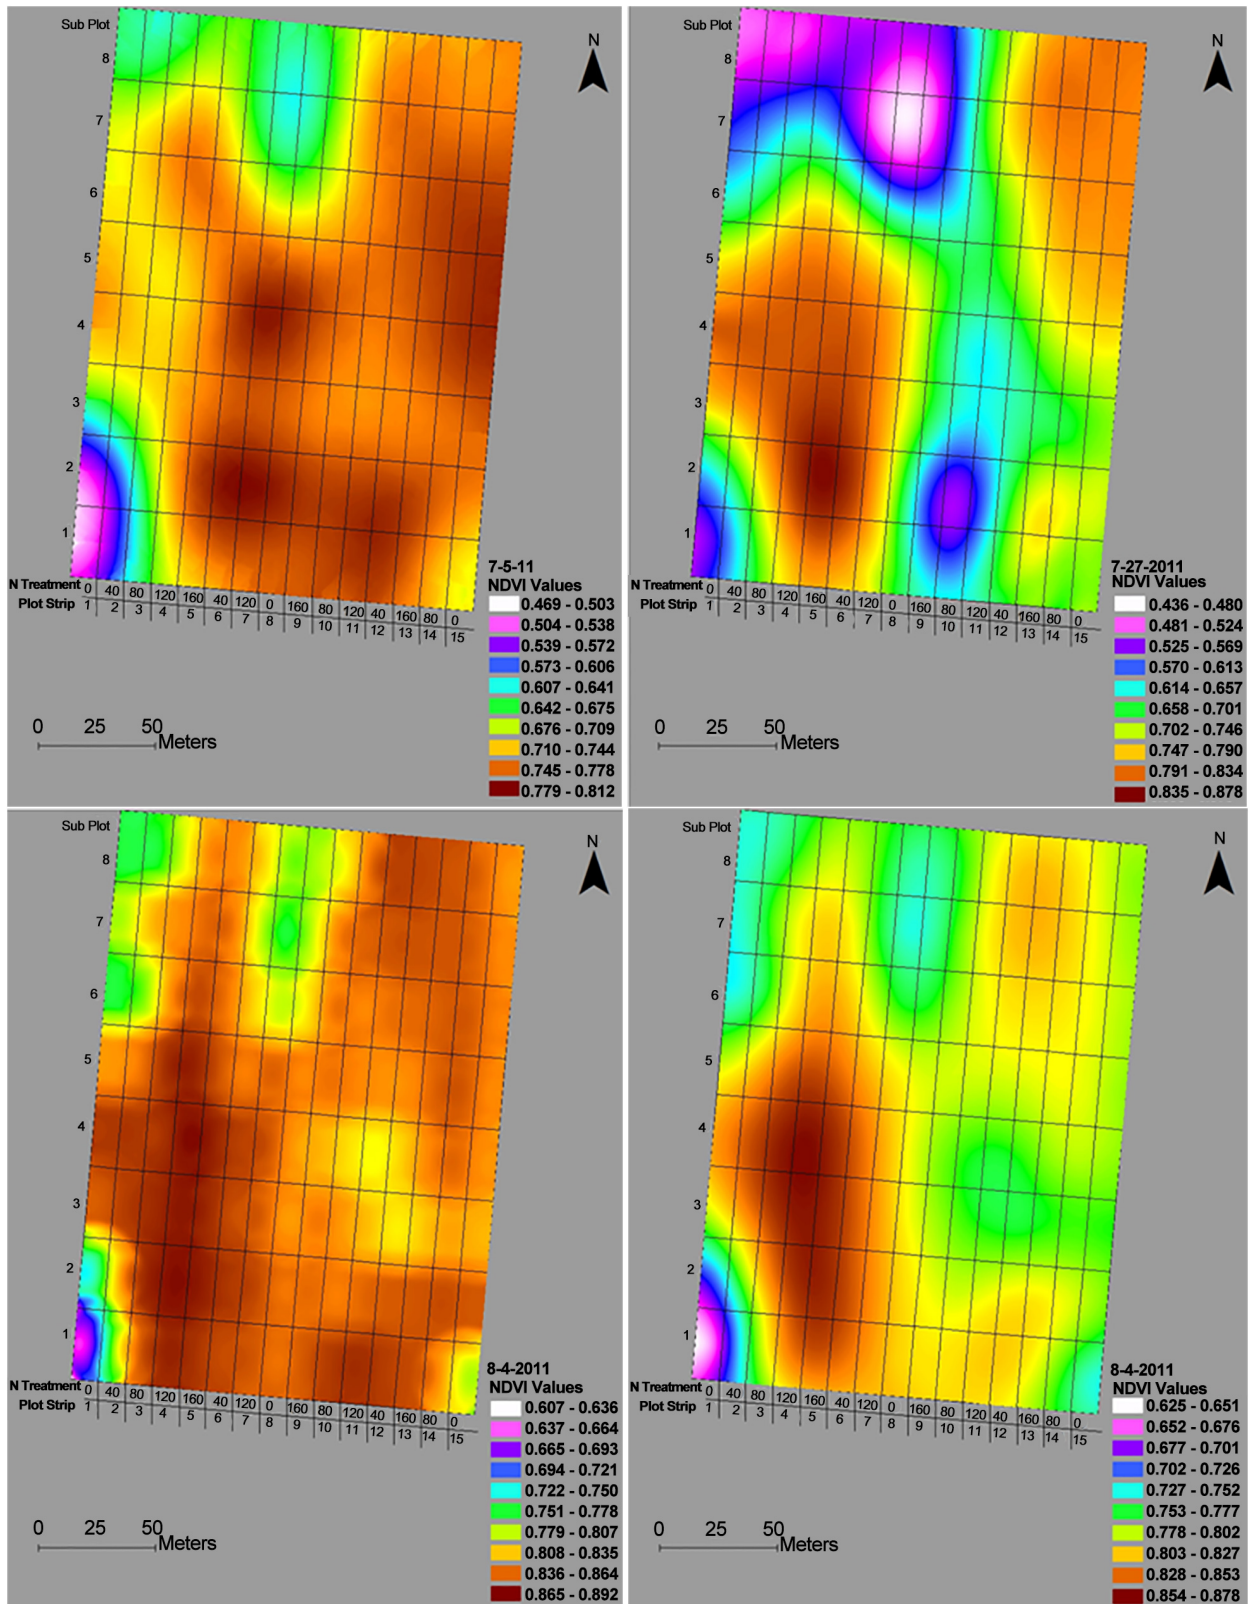 Sub Plot
N
8
7
6
5
4
3
2
1
7-5-11
N Treatment 0 40 80 120 160 40 120 0 160 80 120 40 160 80 0
Plot Strip 1 2 3 4 5 6 7 8 9 10 11 12 13 14 15
NDVI Values
0.469 - 0.503
0.504 - 0.538
0.539 - 0.572
0.573 - 0.606
0.607 - 0.641
0.642 - 0.675
0.676 - 0.709
0.710 - 0.744
0.745 - 0.778
0.779 - 0.812
0 25 50
Meters
Sub Plot
N
8
7
6
5
4
3
2
1
7-27-2011
N Treatment 0 40 80 120 160 40 120 0 160 80 120 40 160 80 0
Plot Strip 1 2 3 4 5 6 7 8 9 10 11 12 13 14 15
NDVI Values
0.436 - 0.480
0.481 - 0.524
0.525 - 0.569
0.570 - 0.613
0.614 - 0.657
0.658 - 0.701
0.702 - 0.746
0.747 - 0.790
0.791 - 0.834
0.835 - 0.878
0 25 50
Meters
Sub Plot
N
8
7
6
5
4
3
2
1
8-4-2011
N Treatment 0 40 80 120 160 40 120 0 160 80 120 40 160 80 0
Plot Strip 1 2 3 4 5 6 7 8 9 10 11 12 13 14 15
NDVI Values
0.607 - 0.636
0.637 - 0.664
0.665 - 0.693
0.694 - 0.721
0.722 - 0.750
0.751 - 0.778
0.779 - 0.807
0.808 - 0.835
0.836 - 0.864
0.865 - 0.892
0 25 50
Meters
Sub Plot
N
8
7
6
5
4
3
2
1
8-4-2011
N Treatment 0 40 80 120 160 40 120 0 160 80 120 40 160 80 0
Plot Strip 1 2 3 4 5 6 7 8 9 10 11 12 13 14 15
NDVI Values
0.625 - 0.651
0.652 - 0.676
0.677 - 0.701
0.702 - 0.726
0.727 - 0.752
0.753 - 0.777
0.778 - 0.802
0.803 - 0.827
0.828 - 0.853
0.854 - 0.878
0 25 50
Meters